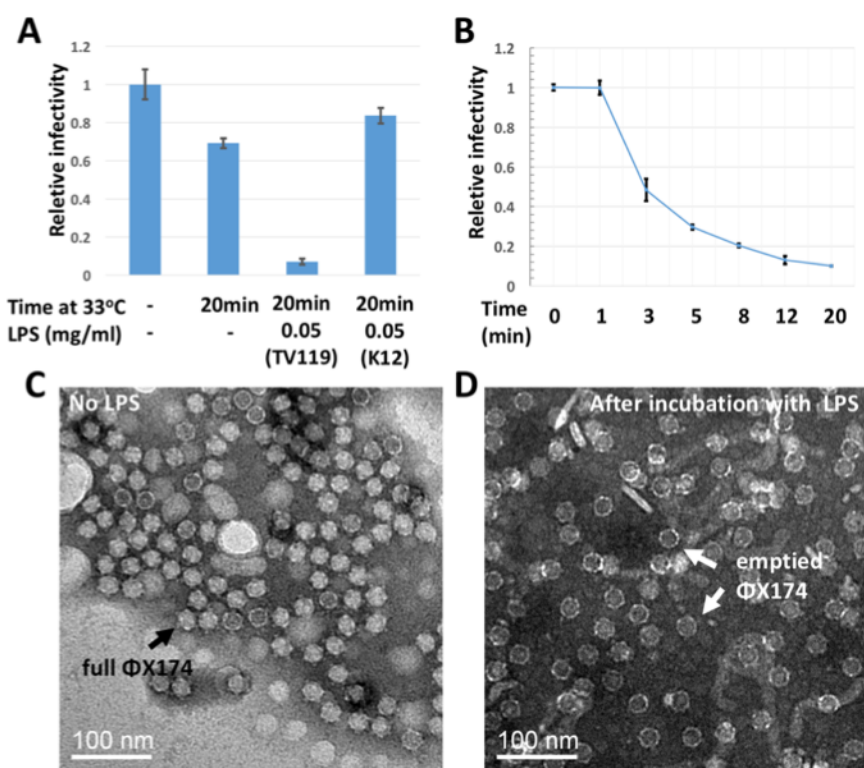 A
Reletive infectivity
1.2
1
0.8
0.6
0.4
0.2
0
Time at 33°C - 20min 20min 20min
LPS (mg/ml) - - 0.05 0.05
(TV119) (K12)
B
Reletive infectivity
1.2
1
0.8
0.6
0.4
0.2
0
Time 0 1 3 5 8 12 20
(min)
C
No LPS
full ΦX174
100 nm
D
After incubation with LPS
emptied
ΦX174
100 nm